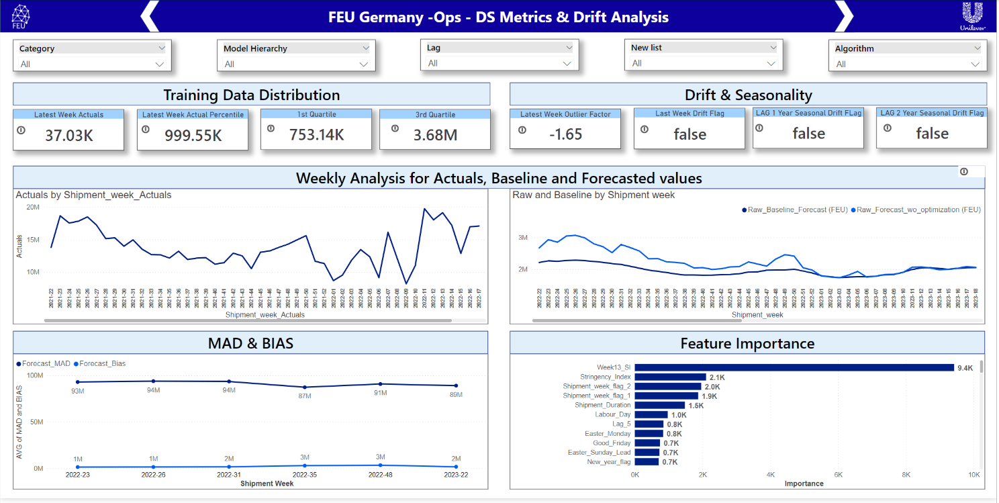 FEU
FEU Germany -Ops - DS Metrics & Drift Analysis
Unilever
Category
All
Model Hierarchy
All
Lag
All
New list
All
Algorithm
All
Training Data Distribution
Latest Week Actuals
37.03K
Latest Week Actual Percentile
999.55K
1st Quartile
753.14K
3rd Quartile
3.68M
Drift & Seasonality
Latest Week Outlier Factor
-1.65
Last Week Drift Flag
false
LAG 1 Year Seasonal Drift FLag
false
LAG 2 Year Seasonal Drift Flag
false
Weekly Analysis for Actuals, Baseline and Forecasted values
Actuals by Shipment_week_Actuals
Actuals
20M
15M
10M
2021-22 2021-23 2021-24 2021-25 2021-26 2021-27 2021-28 2021-29 2021-30 2021-31 2021-32 2021-33 2021-34 2021-35 2021-36 2021-37 2021-38 2021-39 2021-40 2021-41 2021-42 2021-43 2021-44 2021-45 2021-46 2021-47 2021-48 2021-49 2021-50 2021-51 2021-52 2022-01 2022-02 2022-03 2022-04 2022-05 2022-06 2022-07 2022-08 2022-09 2022-10 2022-11 2022-12 2022-13 2022-14 2022-15 2022-16 2022-17
Shipment_week_Actuals
Raw and Baseline by Shipment week
Raw_Baseline_Forecast (FEU) Raw_Forecast_wo_optimization (FEU)
3M
2M
2022-22 2022-23 2022-24 2022-25 2022-26 2022-27 2022-28 2022-29 2022-30 2022-31 2022-32 2022-33 2022-34 2022-35 2022-36 2022-37 2022-38 2022-39 2022-40 2022-41 2022-42 2022-43 2022-44 2022-45 2022-46 2022-47 2022-48 2022-49 2022-50 2022-51 2022-52 2023-01 2023-02 2023-03 2023-04 2023-05 2023-06 2023-07 2023-08 2023-09 2023-10 2023-11 2023-12 2023-13 2023-14 2023-15 2023-16 2023-17 2023-18
Shipment_week
MAD & BIAS
Forecast_MAD Forecast_Bias
AVG of MAD and BIAS
100M
50M
0M
93M 94M 94M 87M 91M 89M
1M 1M 2M 3M 3M 2M
2022-23 2022-26 2022-31 2022-35 2022-48 2023-22
Shipment Week
Feature Importance
Week13_SI 9.4K
Stringency_Index 2.1K
Shipment_week_flag_2 2.0K
Shipment_week_flag_1 1.9K
Shipment_Duration 1.5K
Labour_Day 1.0K
Lag_5 0.8K
Easter_Monday 0.8K
Good_Friday 0.7K
Easter_Sunday_Lead 0.7K
New_year_flag 0.7K
0K 2K 4K 6K 8K 10K
Importance